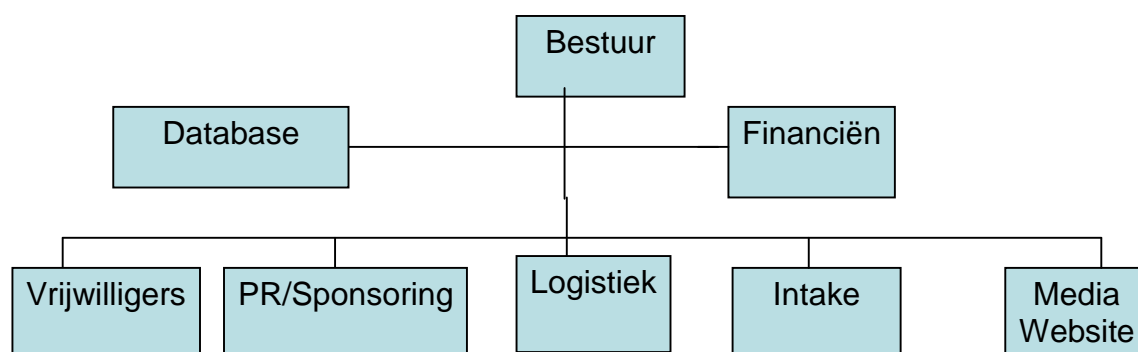 Bestuur
Database
Financiën
Vrijwilligers
PR/Sponsoring
Logistiek
Intake
Media
Website